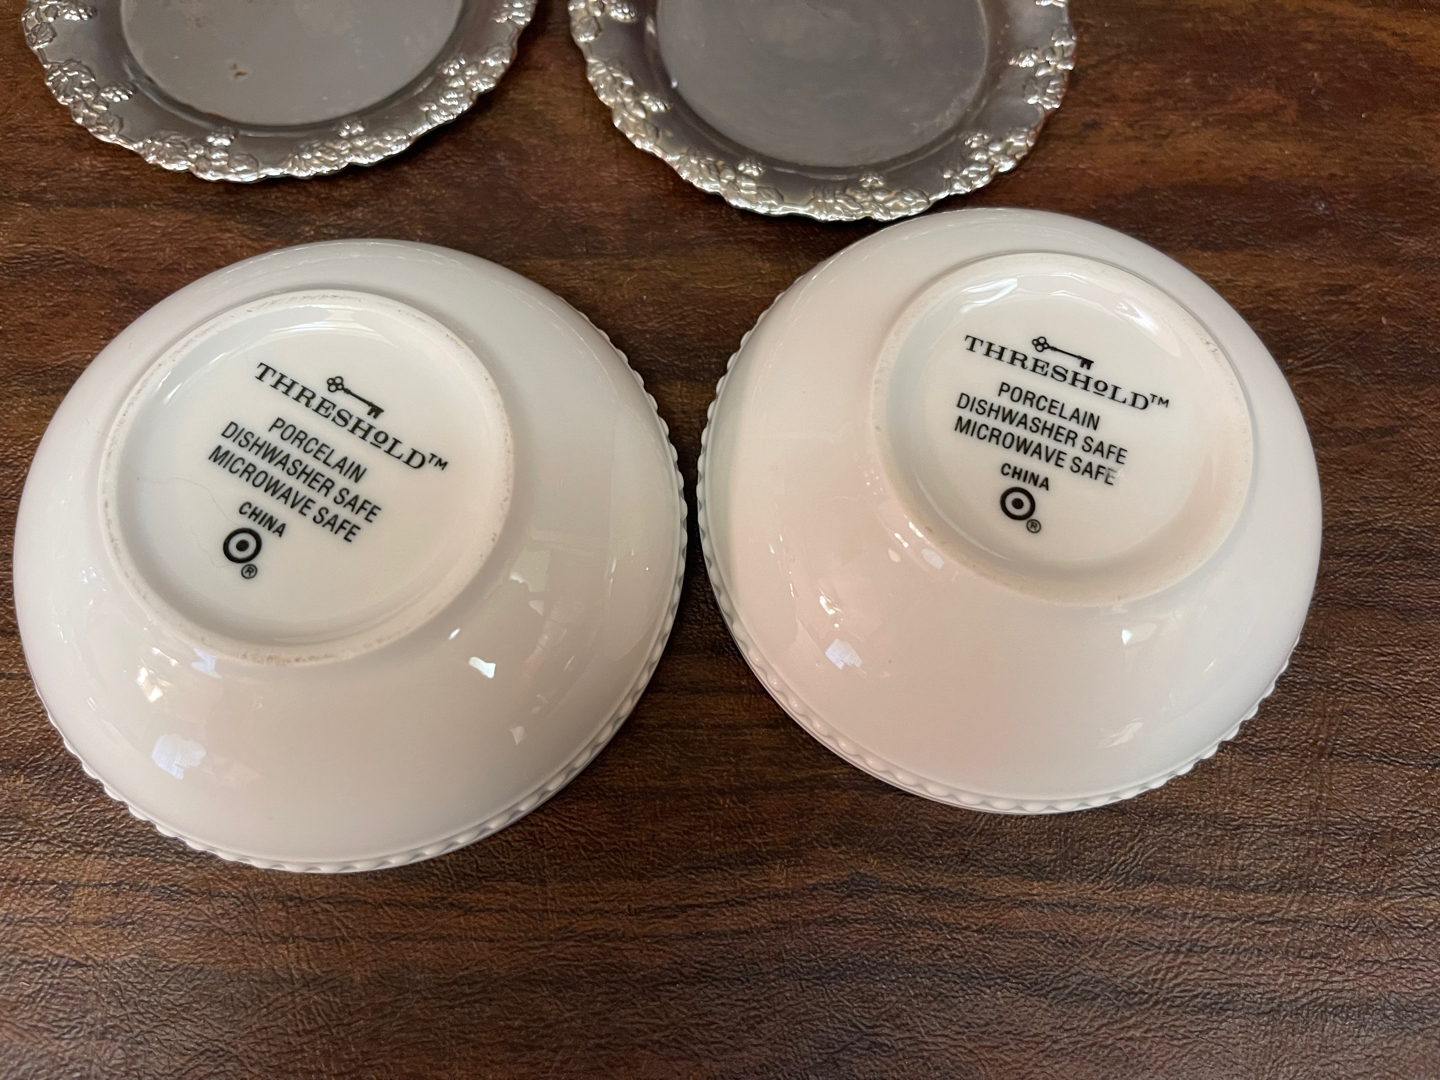 THRESHOLD™
PORCELAIN
DISHWASHER SAFE
MICROWAVE SAFE
CHINA
®
THRESHOLD™
PORCELAIN
DISHWASHER SAFE
MICROWAVE SAFE
CHINA
®